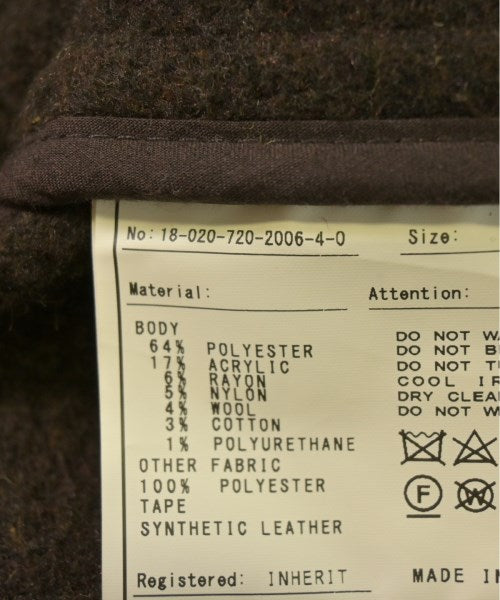 No: 18-020-720-2006-4-0 Size:
Material: Attention:
BODY
64% POLYESTER
17% ACRYLIC
6% RAYON
5% NYLON
4% WOOL
3% COTTON
1% POLYURETHANE
OTHER FABRIC
100% POLYESTER
TAPE
SYNTHETIC LEATHER
DO NOT
DO NOT
DO NOT
COOL
DRY
DO NOT
F
W
Registered: INHERIT MADE IN